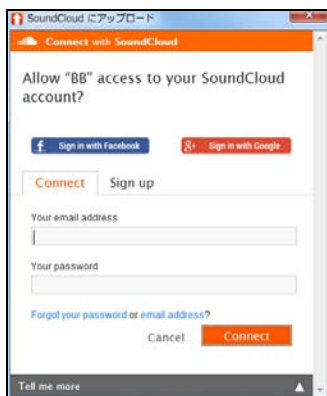 SoundCloud にアップロード
Connect with SoundCloud
Allow "BB" access to your SoundCloud
account?
f Sign in with Facebook
g+ Sign in with Google
Connect Sign up
Your email address
Your password
Forgot your password or email address?
Cancel Connect
Tell me more